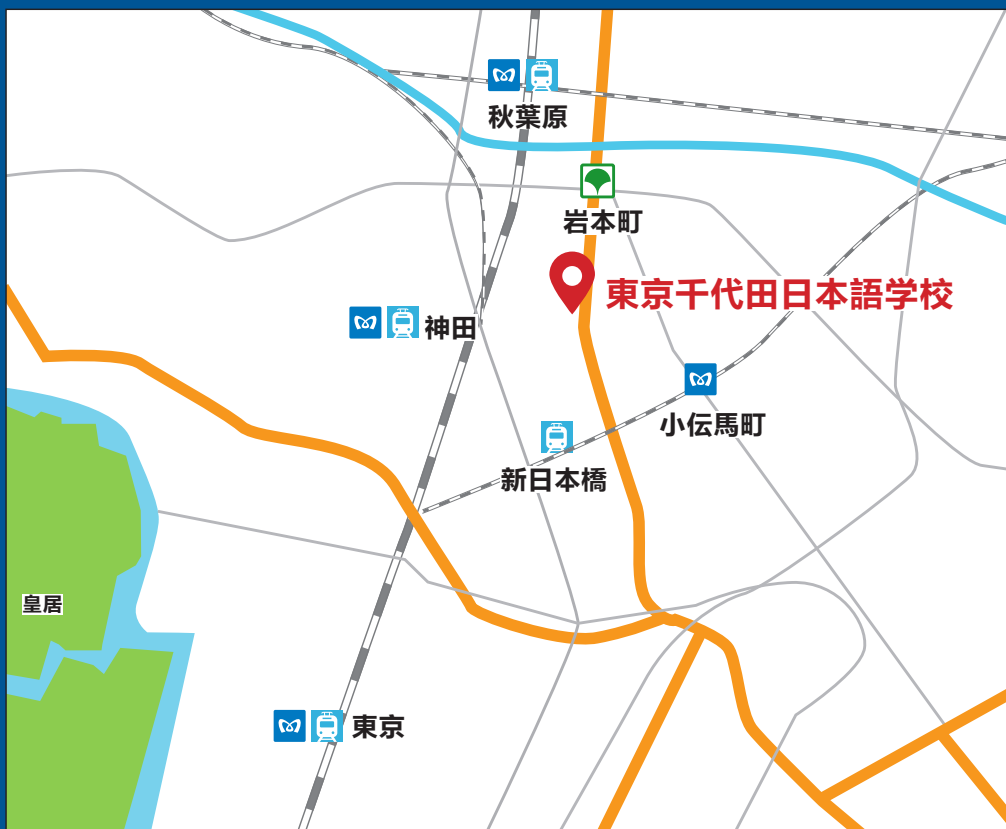 秋葉原
岩本町
東京千代田日本語学校
神田
小伝馬町
新日本橋
皇居
東京